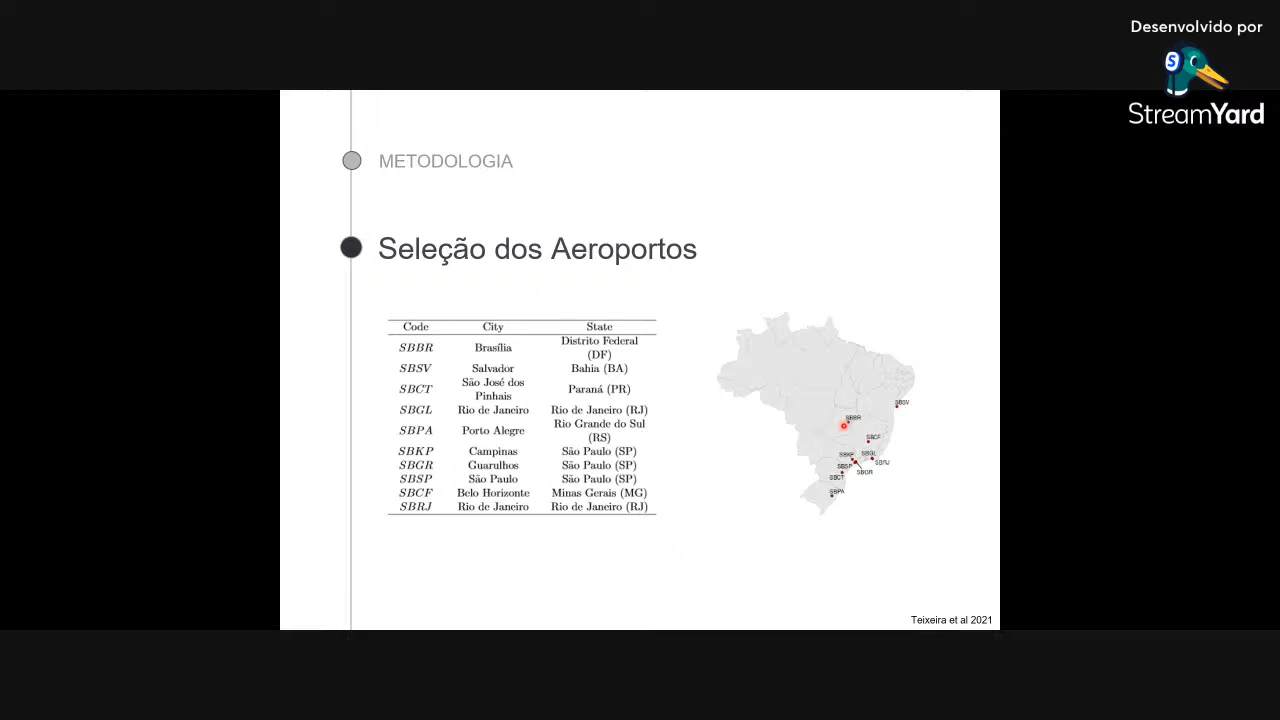 Desenvolvido por
StreamYard
METODOLOGIA
Seleção dos Aeroportos
Code City State
SBBR Brasília Distrito Federal (DF)
SBSV Salvador Bahia (BA)
SBCT São José dos Pinhais Paraná (PR)
SBGL Rio de Janeiro Rio de Janeiro (RJ)
SBPA Porto Alegre Rio Grande do Sul (RS)
SBKP Campinas São Paulo (SP)
SBGR Guarulhos São Paulo (SP)
SBSP São Paulo São Paulo (SP)
SBCF Belo Horizonte Minas Gerais (MG)
SBRJ Rio de Janeiro Rio de Janeiro (RJ)
SBSV
SBBR
SBCF
SBKP SBGL
SBRJ
SBSP
SBGR
SBCT
SBPA
Teixeira et al 2021